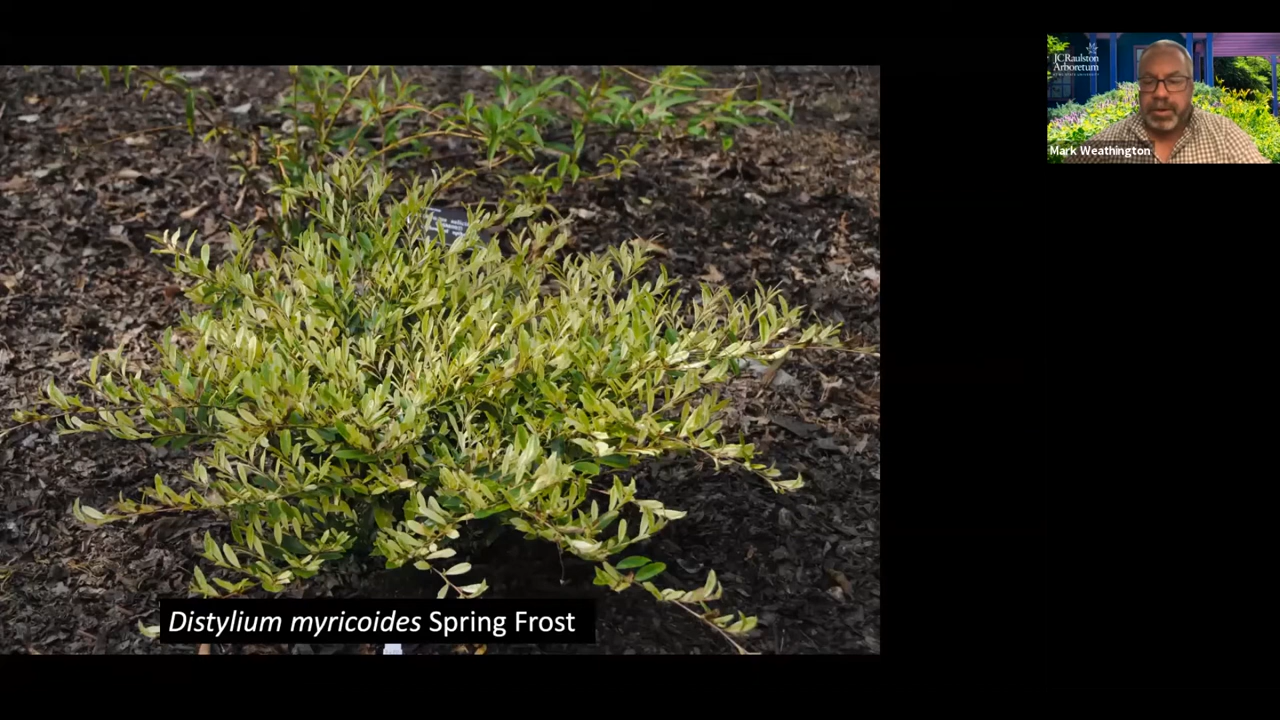 JC Raulston
Arboretum
Mark Weathington
Distylium myricoides Spring Frost